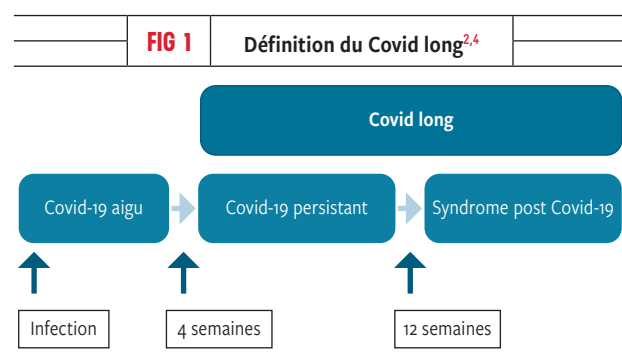 FIG 1
Définition du Covid long2,4
Covid long
Covid-19 aigu
Covid-19 persistant
Syndrome post Covid-19
Infection
4 semaines
12 semaines